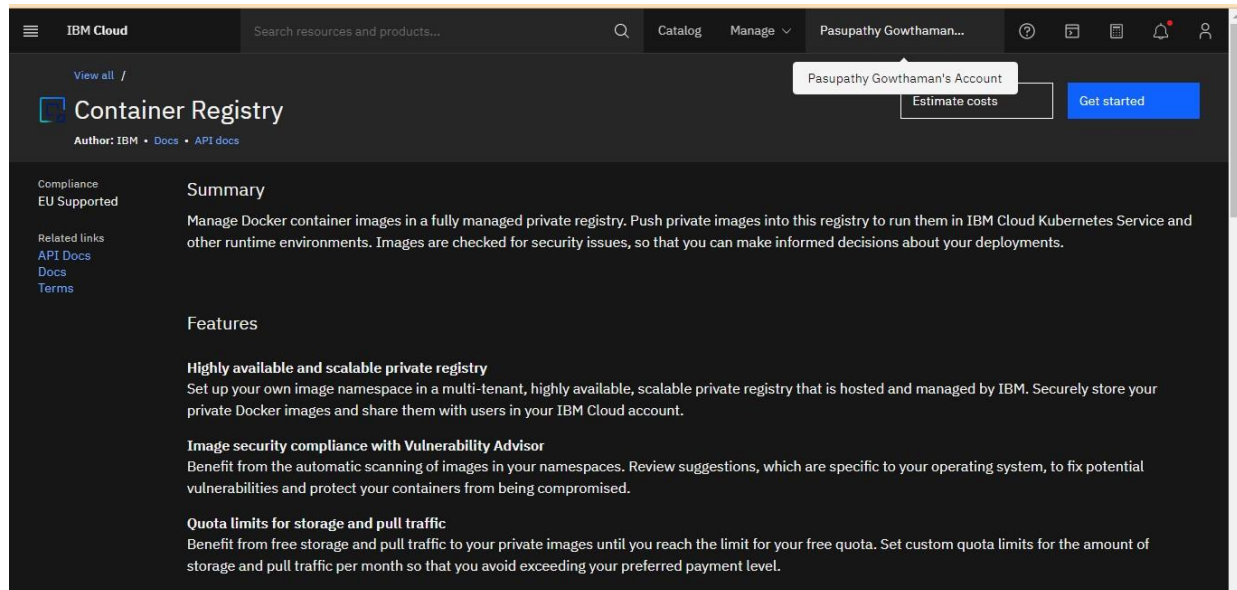 IBM Cloud
Search resources and products...
Catalog
Manage
Pasupathy Gowthaman...
View all /
Pasupathy Gowthaman's Account
Container Registry
Estimate costs
Get started
Author: IBM • Docs • API docs
Compliance
EU Supported
Related links
API Docs
Docs
Terms
Summary
Manage Docker container images in a fully managed private registry. Push private images into this registry to run them in IBM Cloud Kubernetes Service and
other runtime environments. Images are checked for security issues, so that you can make informed decisions about your deployments.
Features
Highly available and scalable private registry
Set up your own image namespace in a multi-tenant, highly available, scalable private registry that is hosted and managed by IBM. Securely store your
private Docker images and share them with users in your IBM Cloud account.
Image security compliance with Vulnerability Advisor
Benefit from the automatic scanning of images in your namespaces. Review suggestions, which are specific to your operating system, to fix potential
vulnerabilities and protect your containers from being compromised.
Quota limits for storage and pull traffic
Benefit from free storage and pull traffic to your private images until you reach the limit for your free quota. Set custom quota limits for the amount of
storage and pull traffic per month so that you avoid exceeding your preferred payment level.